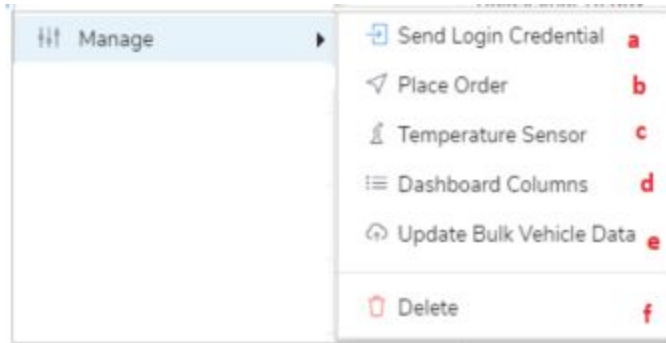 Manage
Send Login Credential a
Place Order b
Temperature Sensor c
Dashboard Columns d
Update Bulk Vehicle Data e
Delete f